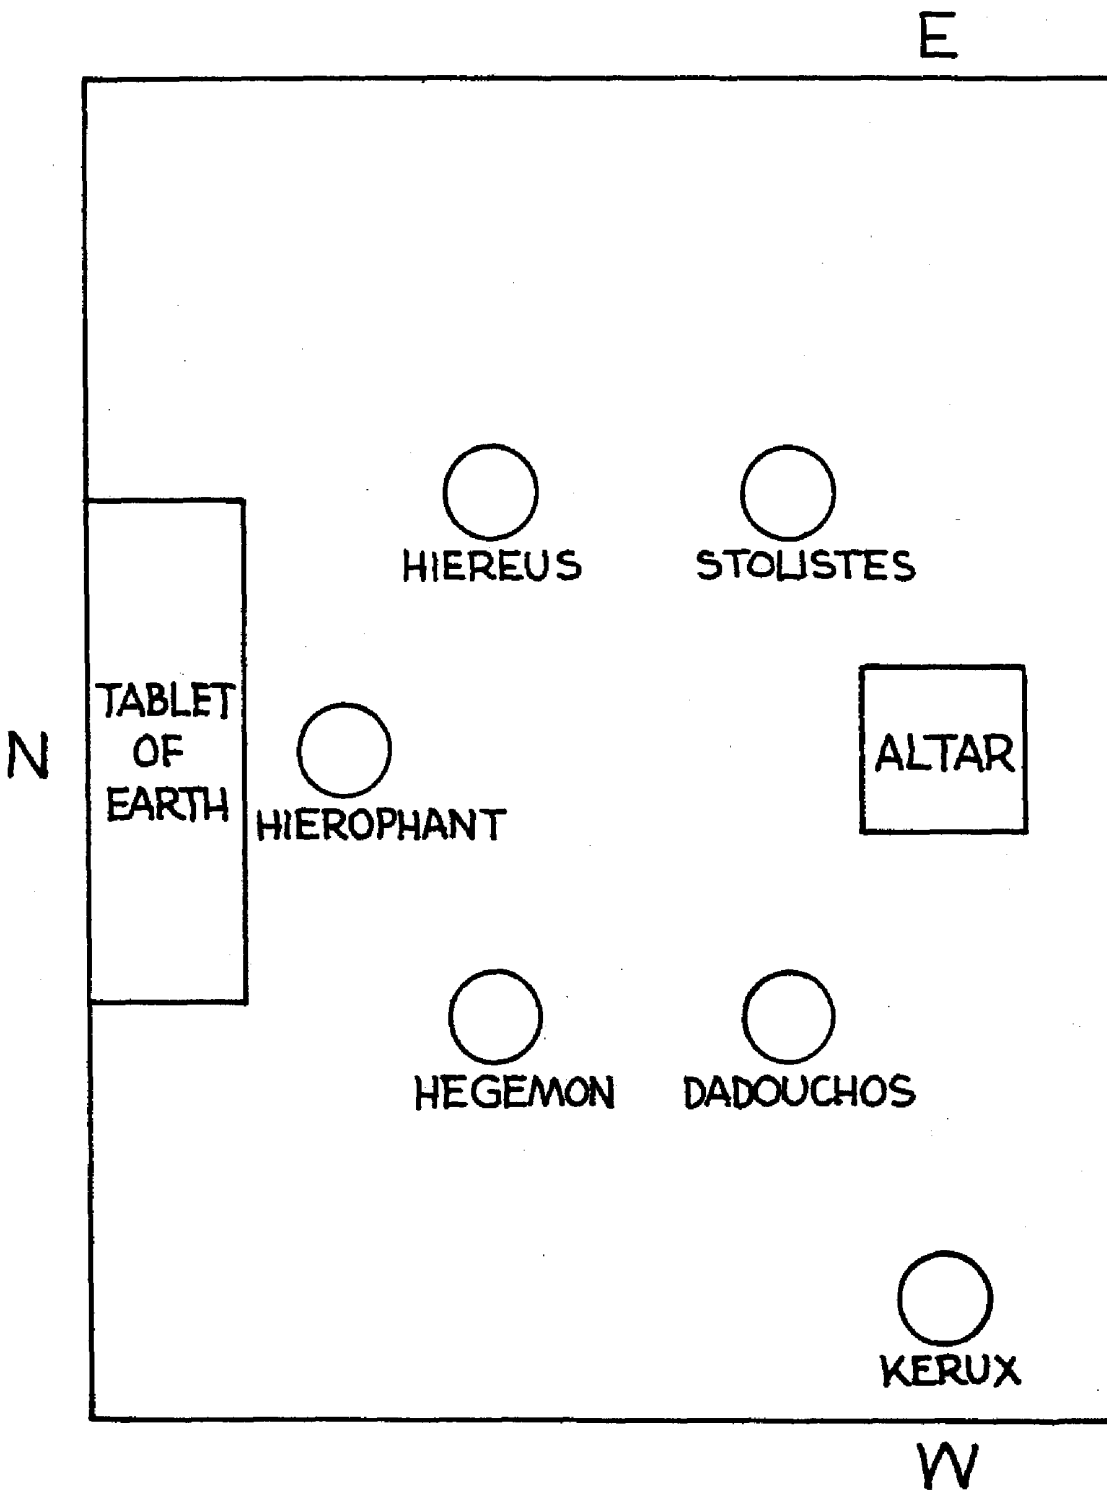 E
HIEREUS
STOLISTES
TABLET
OF
EARTH
N
HIEROPHANT
ALTAR
HEGEMON
DADOUCHOS
KERUX
W